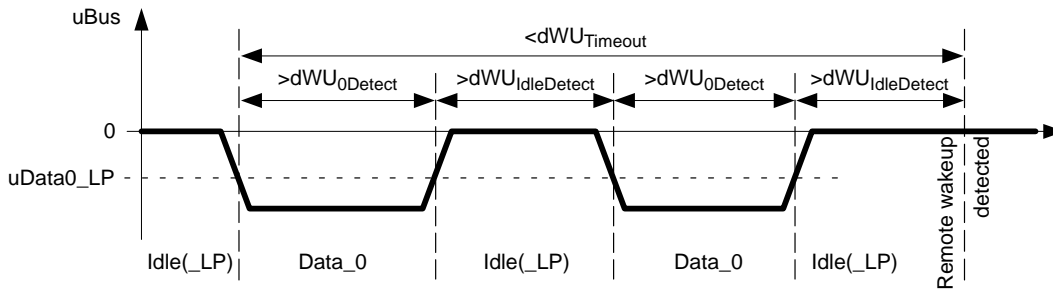 uBus
<dWUTimeout
>dWU0Detect >dWUIdleDetect >dWU0Detect >dWUIdleDetect
0
uData0_LP
Idle(_LP) Data_0 Idle(_LP) Data_0 Idle(_LP)
Remote wakeup
detected